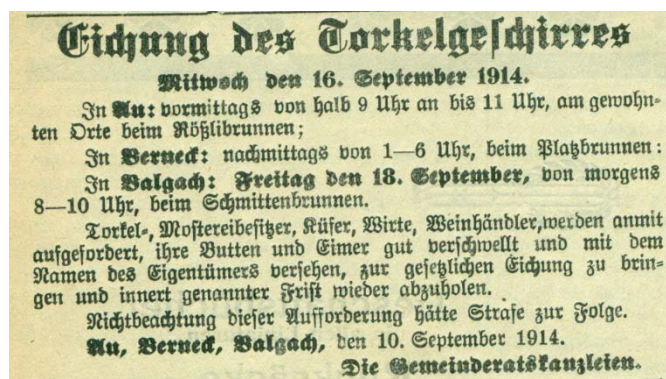 Eichung des Torkelgeschirres
Mitwoch den 16. September 1914.
In Au: vormittags von halb 9 Uhr an bis 11 Uhr, am gewohn-
ten Orte beim Rößlibrunnen;
In Berneck: nachmittags von 1—6 Uhr, beim Platzbrunnen:
In Balgach: Freitag den 18. September, von morgens
8—10 Uhr, beim Schmittenbrunnen.
Torkel-, Mostereibesitzer, Küfer, Wirte, Weinhändler,werden anmit
aufgefordert, ihre Butten und Eimer gut verschwellt und mit dem
Namen des Eigentümers versehen, zur gesetzlichen Eichung zu brin-
gen und innert genannter Frist wieder abzuholen.
Nichtbeachtung dieser Aufforderung hätte Strafe zur Folge.
Au, Berneck, Balgach, den 10. September 1914.
Die Gemeinderatskanzleien.